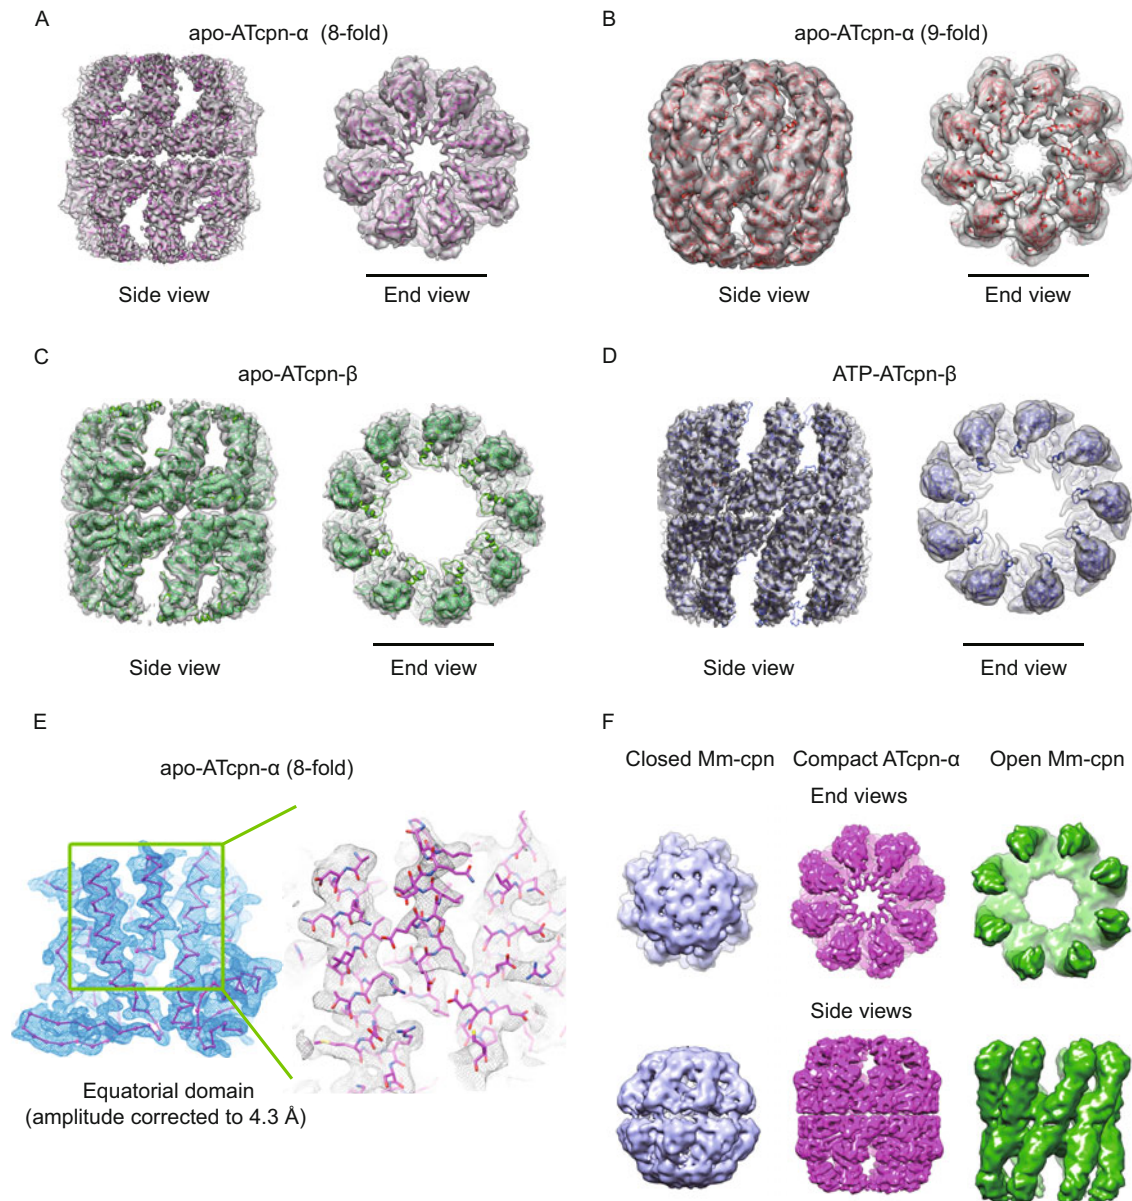 A
apo-ATcpn-α (8-fold)
Side view
End view
B
apo-ATcpn-α (9-fold)
Side view
End view
C
apo-ATcpn-β
Side view
End view
D
ATP-ATcpn-β
Side view
End view
E
apo-ATcpn-α (8-fold)
Equatorial domain
(amplitude corrected to 4.3 Å)
F
Closed Mm-cpn
Compact ATcpn-α
Open Mm-cpn
End views
Side views